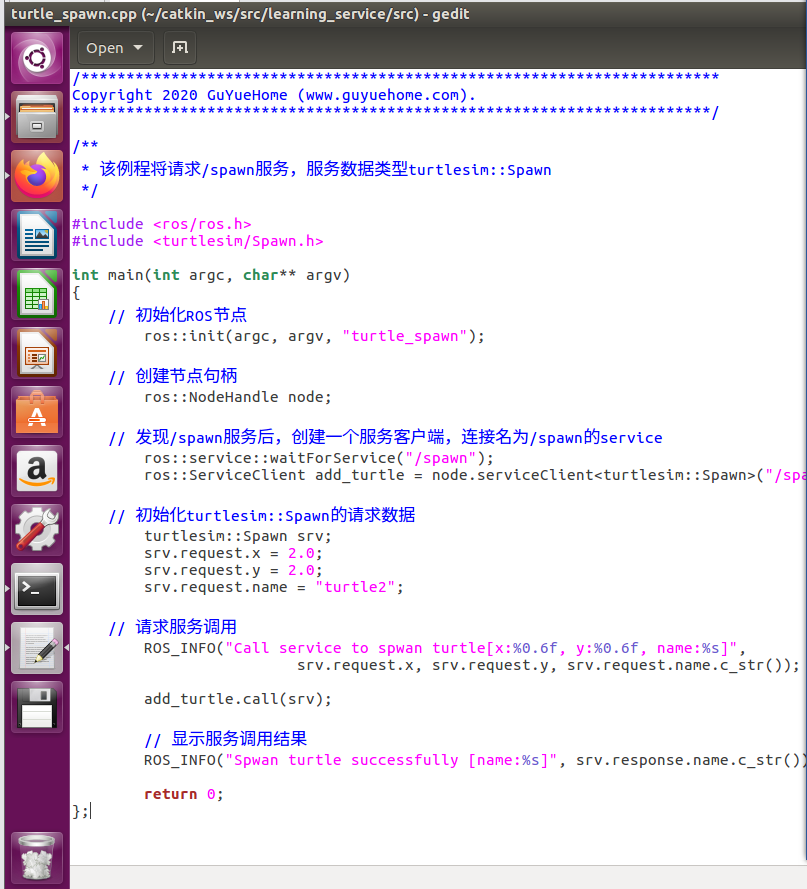 turtle_spawn.cpp (~/catkin_ws/src/learning_service/src) - gedit
Open
/***********************************************************************
Copyright 2020 GuYueHome (www.guyuehome.com).
***********************************************************************/
/**
 * 该例程将请求/spawn服务，服务数据类型turtlesim::Spawn
 */
#include <ros/ros.h>
#include <turtlesim/Spawn.h>
int main(int argc, char** argv)
{
// 初始化ROS节点
ros::init(argc, argv, "turtle_spawn");
// 创建节点句柄
ros::NodeHandle node;
// 发现/spawn服务后，创建一个服务客户端，连接名为/spawn的service
ros::service::waitForService("/spawn");
ros::ServiceClient add_turtle = node.serviceClient<turtlesim::Spawn>("/spa
// 初始化turtlesim::Spawn的请求数据
turtlesim::Spawn srv;
srv.request.x = 2.0;
srv.request.y = 2.0;
srv.request.name = "turtle2";
// 请求服务调用
ROS_INFO("Call service to spwan turtle[x:%0.6f, y:%0.6f, name:%s]",
srv.request.x, srv.request.y, srv.request.name.c_str());
add_turtle.call(srv);
// 显示服务调用结果
ROS_INFO("Spwan turtle successfully [name:%s]", srv.response.name.c_str())
return 0;
};